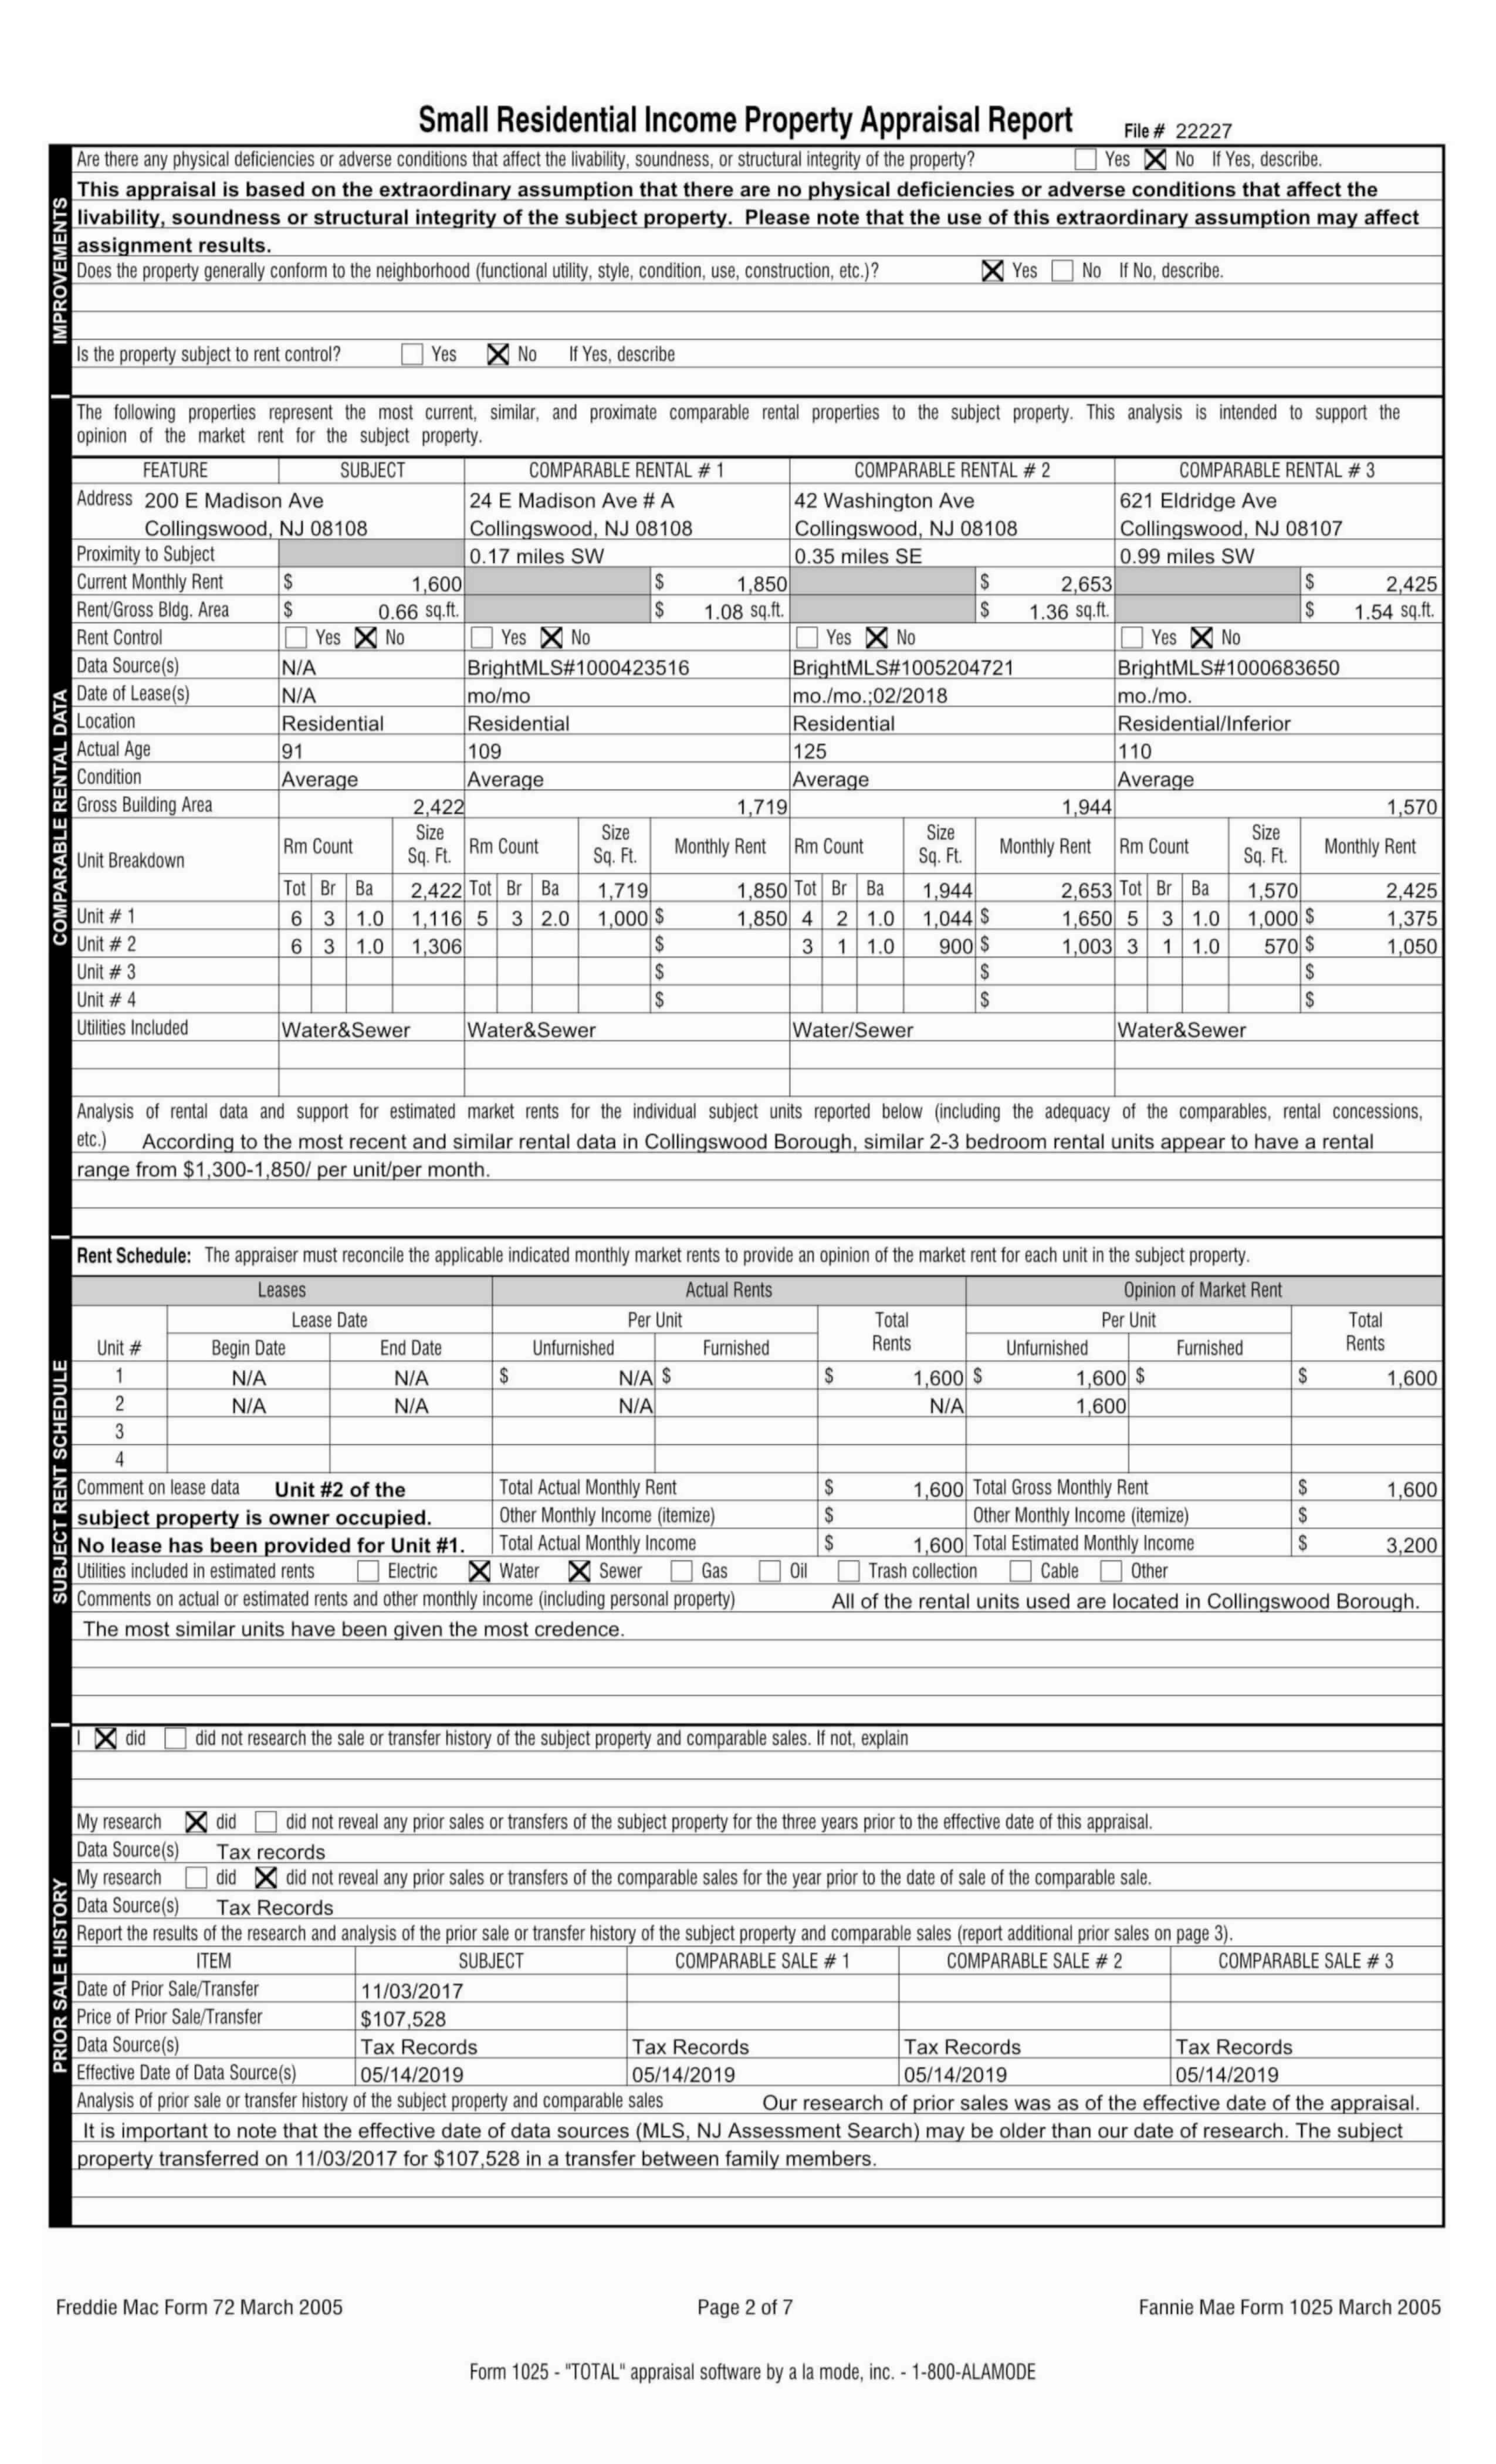 Small Residential Income Property Appraisal Report File # 22227
IMPROVEMENTS
Are there any physical deficiencies or adverse conditions that affect the livability, soundness, or structural integrity of the property? Yes No If Yes, describe.
This appraisal is based on the extraordinary assumption that there are no physical deficiencies or adverse conditions that affect the
livability, soundness or structural integrity of the subject property. Please note that the use of this extraordinary assumption may affect
assignment results.
Does the property generally conform to the neighborhood (functional utility, style, condition, use, construction, etc.)? Yes No If No, describe.
Is the property subject to rent control? Yes No If Yes, describe
COMPARABLE RENTAL DATA
The following properties represent the most current, similar, and proximate comparable rental properties to the subject property. This analysis is intended to support the
opinion of the market rent for the subject property.
FEATURE SUBJECT COMPARABLE RENTAL # 1 COMPARABLE RENTAL # 2 COMPARABLE RENTAL # 3
Address 200 E Madison Ave 24 E Madison Ave # A 42 Washington Ave 621 Eldridge Ave
Collingswood, NJ 08108 Collingswood, NJ 08108 Collingswood, NJ 08108 Collingswood, NJ 08107
Proximity to Subject 0.17 miles SW 0.35 miles SE 0.99 miles SW
Current Monthly Rent $ 1,600 $ 1,850 $ 2,653 $ 2,425
Rent/Gross Bldg. Area $ 0.66 sq.ft. $ 1.08 sq.ft. $ 1.36 sq.ft. $ 1.54 sq.ft.
Rent Control Yes No Yes No Yes No Yes No
Data Source(s) N/A BrightMLS#1000423516 BrightMLS#1005204721 BrightMLS#1000683650
Date of Lease(s) N/A mo/mo mo./mo.;02/2018 mo./mo.
Location Residential Residential Residential Residential/Inferior
Actual Age 91 109 125 110
Condition Average Average Average Average
Gross Building Area 2,422 1,719 1,944 1,570
Unit Breakdown Rm Count Size Sq. Ft. Rm Count Size Sq. Ft. Monthly Rent Rm Count Size Sq. Ft. Monthly Rent Rm Count Size Sq. Ft. Monthly Rent
Tot Br Ba 2,422 Tot Br Ba 1,719 1,850 Tot Br Ba 1,944 2,653 Tot Br Ba 1,570 2,425
Unit # 1 6 3 1.0 1,116 5 3 2.0 1,000 $ 1,850 4 2 1.0 1,044 $ 1,650 5 3 1.0 1,000 $ 1,375
Unit # 2 6 3 1.0 1,306 $ 3 1 1.0 900 $ 1,003 3 1 1.0 570 $ 1,050
Unit # 3 $ $ $
Unit # 4 $ $ $
Utilities Included Water&Sewer Water&Sewer Water/Sewer Water&Sewer
Analysis of rental data and support for estimated market rents for the individual subject units reported below (including the adequacy of the comparables, rental concessions,
etc.) According to the most recent and similar rental data in Collingswood Borough, similar 2-3 bedroom rental units appear to have a rental
range from $1,300-1,850/ per unit/per month.
SUBJECT RENT SCHEDULE
Rent Schedule: The appraiser must reconcile the applicable indicated monthly market rents to provide an opinion of the market rent for each unit in the subject property.
Leases Actual Rents Opinion of Market Rent
Lease Date Per Unit Total Rents Per Unit Total Rents
Unit # Begin Date End Date Unfurnished Furnished Unfurnished Furnished
1 N/A N/A $ N/A $ $ 1,600 $ 1,600 $ $ 1,600
2 N/A N/A N/A N/A 1,600
3
4
Comment on lease data Unit #2 of the Total Actual Monthly Rent $ 1,600 Total Gross Monthly Rent $ 1,600
subject property is owner occupied. Other Monthly Income (itemize) $ Other Monthly Income (itemize) $
No lease has been provided for Unit #1. Total Actual Monthly Income $ 1,600 Total Estimated Monthly Income $ 3,200
Utilities included in estimated rents Electric Water Sewer Gas Oil Trash collection Cable Other
Comments on actual or estimated rents and other monthly income (including personal property) All of the rental units used are located in Collingswood Borough.
The most similar units have been given the most credence.
PRIOR SALE HISTORY
I did did not research the sale or transfer history of the subject property and comparable sales. If not, explain
My research did did not reveal any prior sales or transfers of the subject property for the three years prior to the effective date of this appraisal.
Data Source(s) Tax records
My research did did not reveal any prior sales or transfers of the comparable sales for the year prior to the date of sale of the comparable sale.
Data Source(s) Tax Records
Report the results of the research and analysis of the prior sale or transfer history of the subject property and comparable sales (report additional prior sales on page 3).
ITEM SUBJECT COMPARABLE SALE # 1 COMPARABLE SALE # 2 COMPARABLE SALE # 3
Date of Prior Sale/Transfer 11/03/2017
Price of Prior Sale/Transfer $107,528
Data Source(s) Tax Records Tax Records Tax Records Tax Records
Effective Date of Data Source(s) 05/14/2019 05/14/2019 05/14/2019 05/14/2019
Analysis of prior sale or transfer history of the subject property and comparable sales Our research of prior sales was as of the effective date of the appraisal.
It is important to note that the effective date of data sources (MLS, NJ Assessment Search) may be older than our date of research. The subject
property transferred on 11/03/2017 for $107,528 in a transfer between family members.
Freddie Mac Form 72 March 2005 Page 2 of 7 Fannie Mae Form 1025 March 2005
Form 1025 - "TOTAL" appraisal software by a la mode, inc. - 1-800-ALAMODE